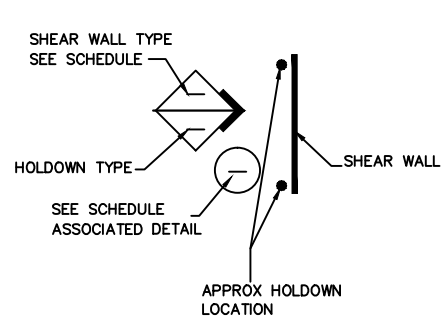 SHEAR WALL TYPE
SEE SCHEDULE
HOLDOWN TYPE
SHEAR WALL
SEE SCHEDULE
ASSOCIATED DETAIL
APPROX HOLDOWN
LOCATION